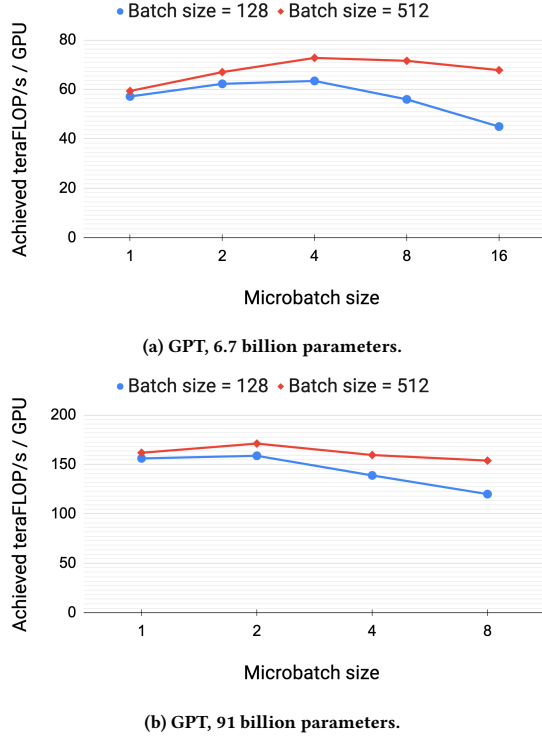 Batch size = 128 Batch size = 512
Achieved teraFLOP/s / GPU
80
60
40
20
0
1 2 4 8 16
Microbatch size
(a) GPT, 6.7 billion parameters.
Batch size = 128 Batch size = 512
Achieved teraFLOP/s / GPU
200
150
100
50
0
1 2 4 8
Microbatch size
(b) GPT, 91 billion parameters.